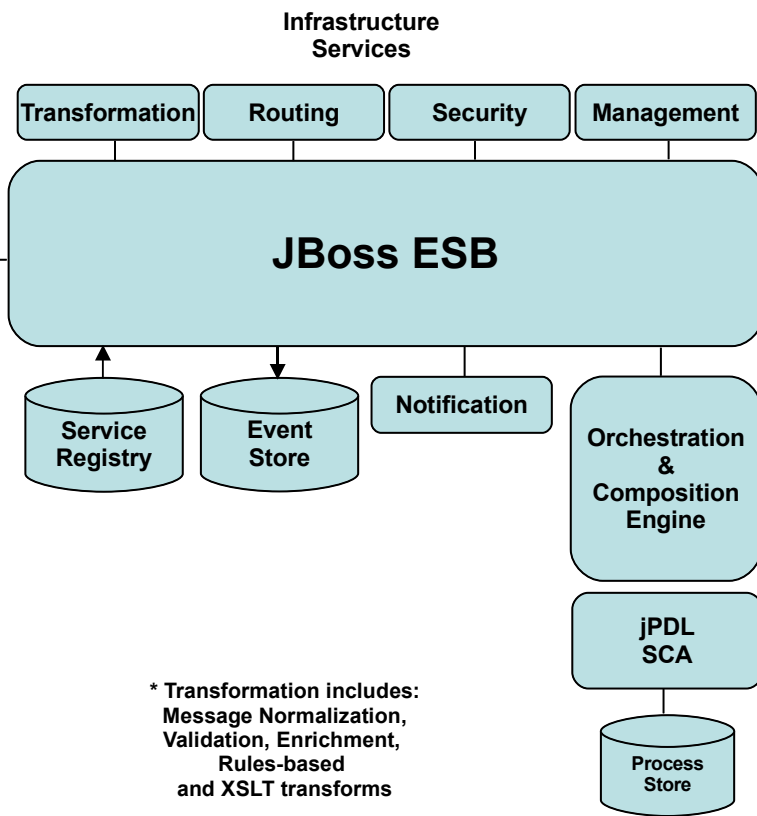 Infrastructure
Services
Transformation
Routing
Security
Management
JBoss ESB
Service
Registry
Event
Store
Notification
Orchestration
&
Composition
Engine
jPDL
SCA
Process
Store
* Transformation includes:
Message Normalization,
Validation, Enrichment,
Rules-based
and XSLT transforms